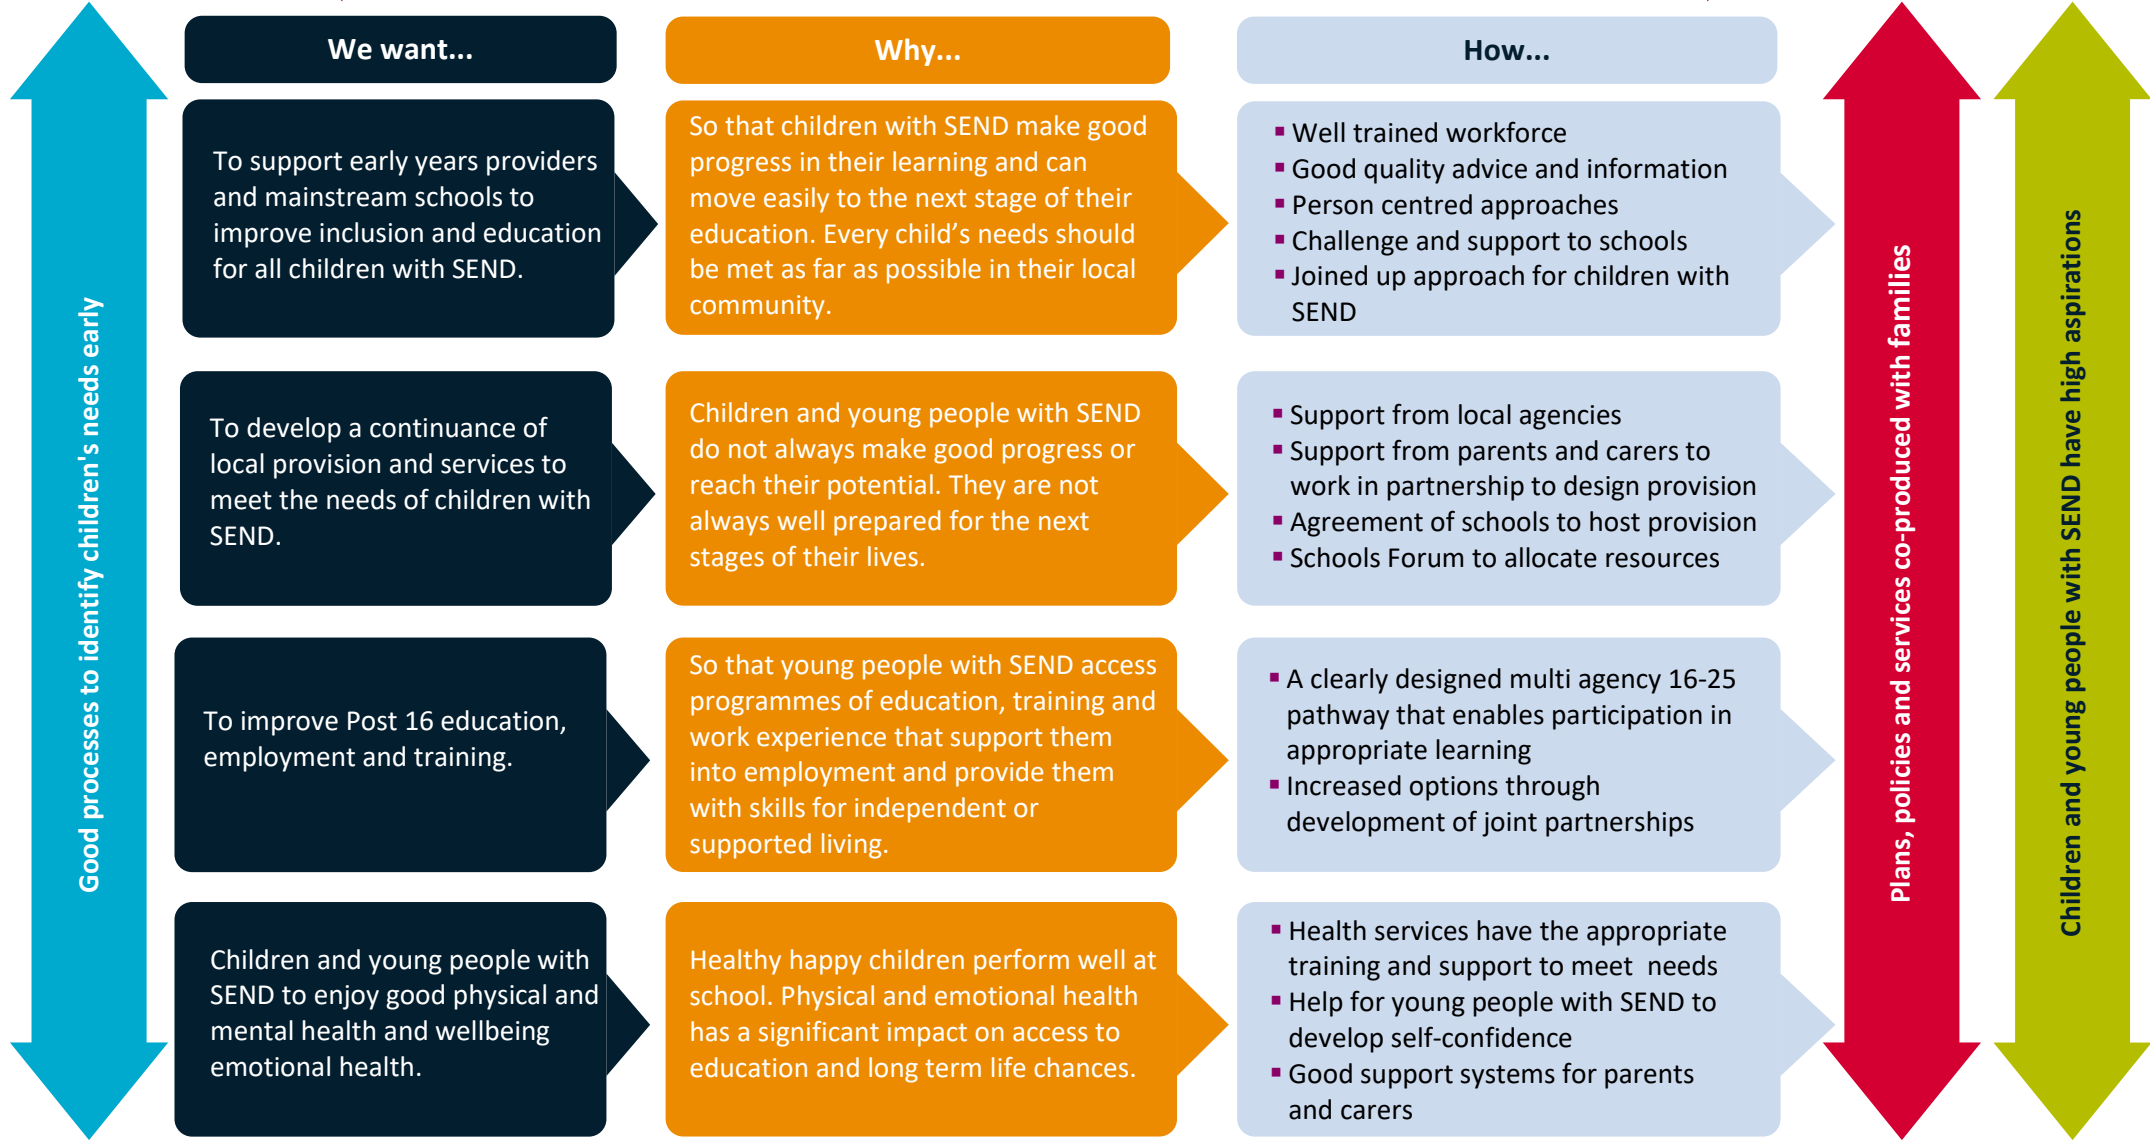 We want...
Why...
How...
Good processes to identify children's needs early
To support early years providers
and mainstream schools to
improve inclusion and education
for all children with SEND.
So that children with SEND make good
progress in their learning and can
move easily to the next stage of their
education. Every child’s needs should
be met as far as possible in their local
community.
▪ Well trained workforce
▪ Good quality advice and information
▪ Person centred approaches
▪ Challenge and support to schools
▪ Joined up approach for children with
SEND
To develop a continuance of
local provision and services to
meet the needs of children with
SEND.
Children and young people with SEND
do not always make good progress or
reach their potential. They are not
always well prepared for the next
stages of their lives.
▪ Support from local agencies
▪ Support from parents and carers to
work in partnership to design provision
▪ Agreement of schools to host provision
▪ Schools Forum to allocate resources
To improve Post 16 education,
employment and training.
So that young people with SEND access
programmes of education, training and
work experience that support them
into employment and provide them
with skills for independent or
supported living.
▪ A clearly designed multi agency 16-25
pathway that enables participation in
appropriate learning
▪ Increased options through
development of joint partnerships
Children and young people with
SEND to enjoy good physical and
mental health and wellbeing
emotional health.
Healthy happy children perform well at
school. Physical and emotional health
has a significant impact on access to
education and long term life chances.
▪ Health services have the appropriate
training and support to meet  needs
▪ Help for young people with SEND to
develop self-confidence
▪ Good support systems for parents
and carers
Plans, policies and services co-produced with families
Children and young people with SEND have high aspirations